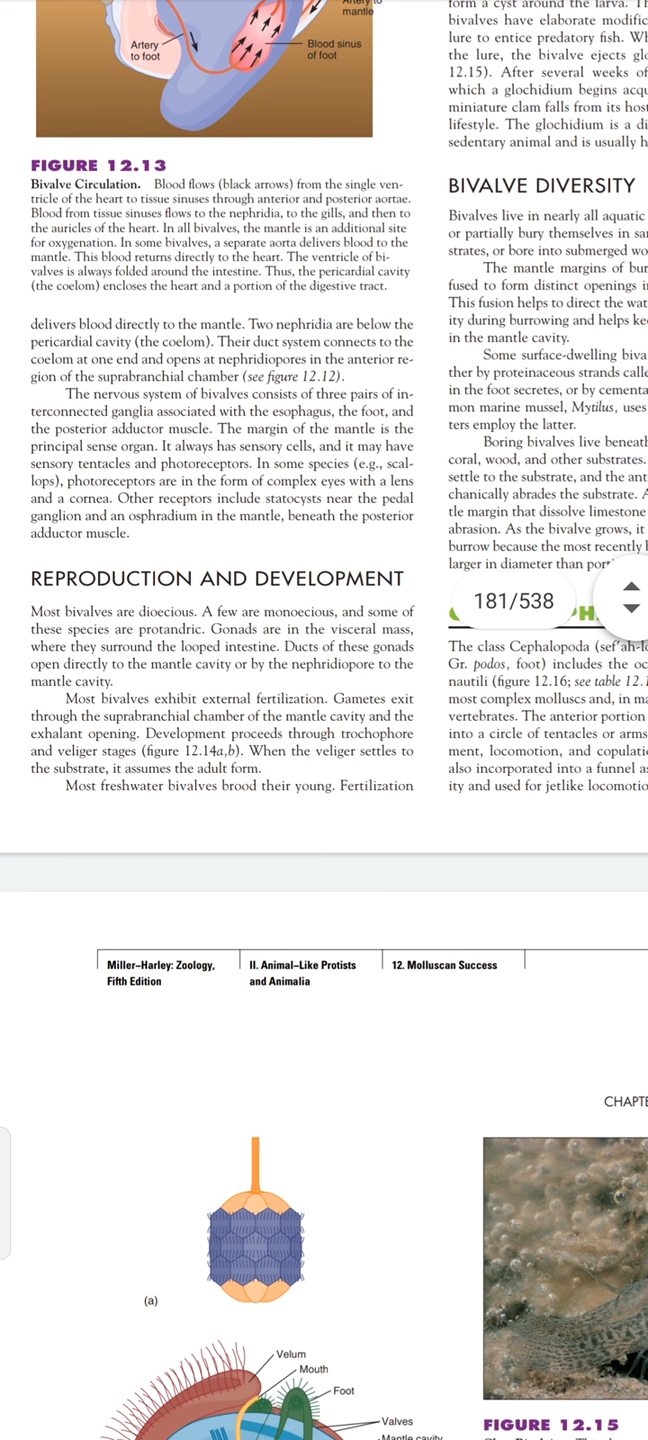 Artery to
mantle
Artery
to foot
Blood sinus
of foot
FIGURE 12.13
Bivalve Circulation. Blood flows (black arrows) from the single ven-
tricle of the heart to tissue sinuses through anterior and posterior aortae.
Blood from tissue sinuses flows to the nephridia, to the gills, and then to
the auricles of the heart. In all bivalves, the mantle is an additional site
for oxygenation. In some bivalves, a separate aorta delivers blood to the
mantle. This blood returns directly to the heart. The ventricle of bi-
valves is always folded around the intestine. Thus, the pericardial cavity
(the coelom) encloses the heart and a portion of the digestive tract.
delivers blood directly to the mantle. Two nephridia are below the
pericardial cavity (the coelom). Their duct system connects to the
coelom at one end and opens at nephridiopores in the anterior re-
gion of the suprabranchial chamber (see figure 12.12).
The nervous system of bivalves consists of three pairs of in-
terconnected ganglia associated with the esophagus, the foot, and
the posterior adductor muscle. The margin of the mantle is the
principal sense organ. It always has sensory cells, and it may have
sensory tentacles and photoreceptors. In some species (e.g., scal-
lops), photoreceptors are in the form of complex eyes with a lens
and a cornea. Other receptors include statocysts near the pedal
ganglion and an osphradium in the mantle, beneath the posterior
adductor muscle.
REPRODUCTION AND DEVELOPMENT
Most bivalves are dioecious. A few are monoecious, and some of
these species are protandric. Gonads are in the visceral mass,
where they surround the looped intestine. Ducts of these gonads
open directly to the mantle cavity or by the nephridiopore to the
mantle cavity.
Most bivalves exhibit external fertilization. Gametes exit
through the suprabranchial chamber of the mantle cavity and the
exhalant opening. Development proceeds through trochophore
and veliger stages (figure 12.14a,b). When the veliger settles to
the substrate, it assumes the adult form.
Most freshwater bivalves brood their young. Fertilization
form a cyst around the larva.
bivalves have elaborate modific
lure to entice predatory fish.
the lure, the bivalve ejects glo
12.15). After several weeks of
which a glochidium begins acqu
miniature clam falls from its host
lifestyle. The glochidium is a di
sedentary animal and is usually h
BIVALVE DIVERSITY
Bivalves live in nearly all aquatic
or partially bury themselves in sa
strates, or bore into submerged wo
The mantle margins of bur
fused to form distinct openings i
This fusion helps to direct the wat
ity during burrowing and helps ke
in the mantle cavity.
Some surface-dwelling biva
ther by proteinaceous strands calle
in the foot secretes, or by cementa
mon marine mussel, Mytilus, uses
ters employ the latter.
Boring bivalves live beneath
coral, wood, and other substrates.
settle to the substrate, and the ant
chanically abrades the substrate. A
tle margin that dissolve limestone
abrasion. As the bivalve grows, it
burrow because the most recently
larger in diameter than
181/538
The class Cephalopoda (sef'ah-lo
Gr. podos, foot) includes the oc
nautili (figure 12.16; see table 12.1
most complex molluscs and, in ma
vertebrates. The anterior portion
into a circle of tentacles or arms
ment, locomotion, and copulatio
also incorporated into a funnel as
ity and used for jetlike locomotio
Miller–Harley: Zoology,
Fifth Edition
II. Animal–Like Protists
and Animalia
12. Molluscan Success
CHAPTE
(a)
Velum
Mouth
Foot
Valves
Mantle cavity
FIGURE 12.15